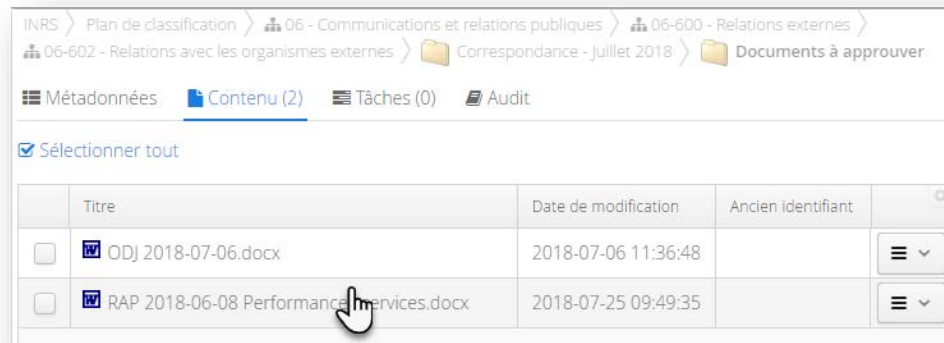 INRS 〉 Plan de classification 〉 06 - Communications et relations publiques 〉 06-600 - Relations externes 〉
06-602 - Relations avec les organismes externes 〉 Correspondance - Juillet 2018 〉 Documents à approuver
Métadonnées Contenu (2) Tâches (0) Audit
Sélectionner tout
Titre Date de modification Ancien identifiant
ODJ 2018-07-06.docx 2018-07-06 11:36:48
RAP 2018-06-08 Performance services.docx 2018-07-25 09:49:35